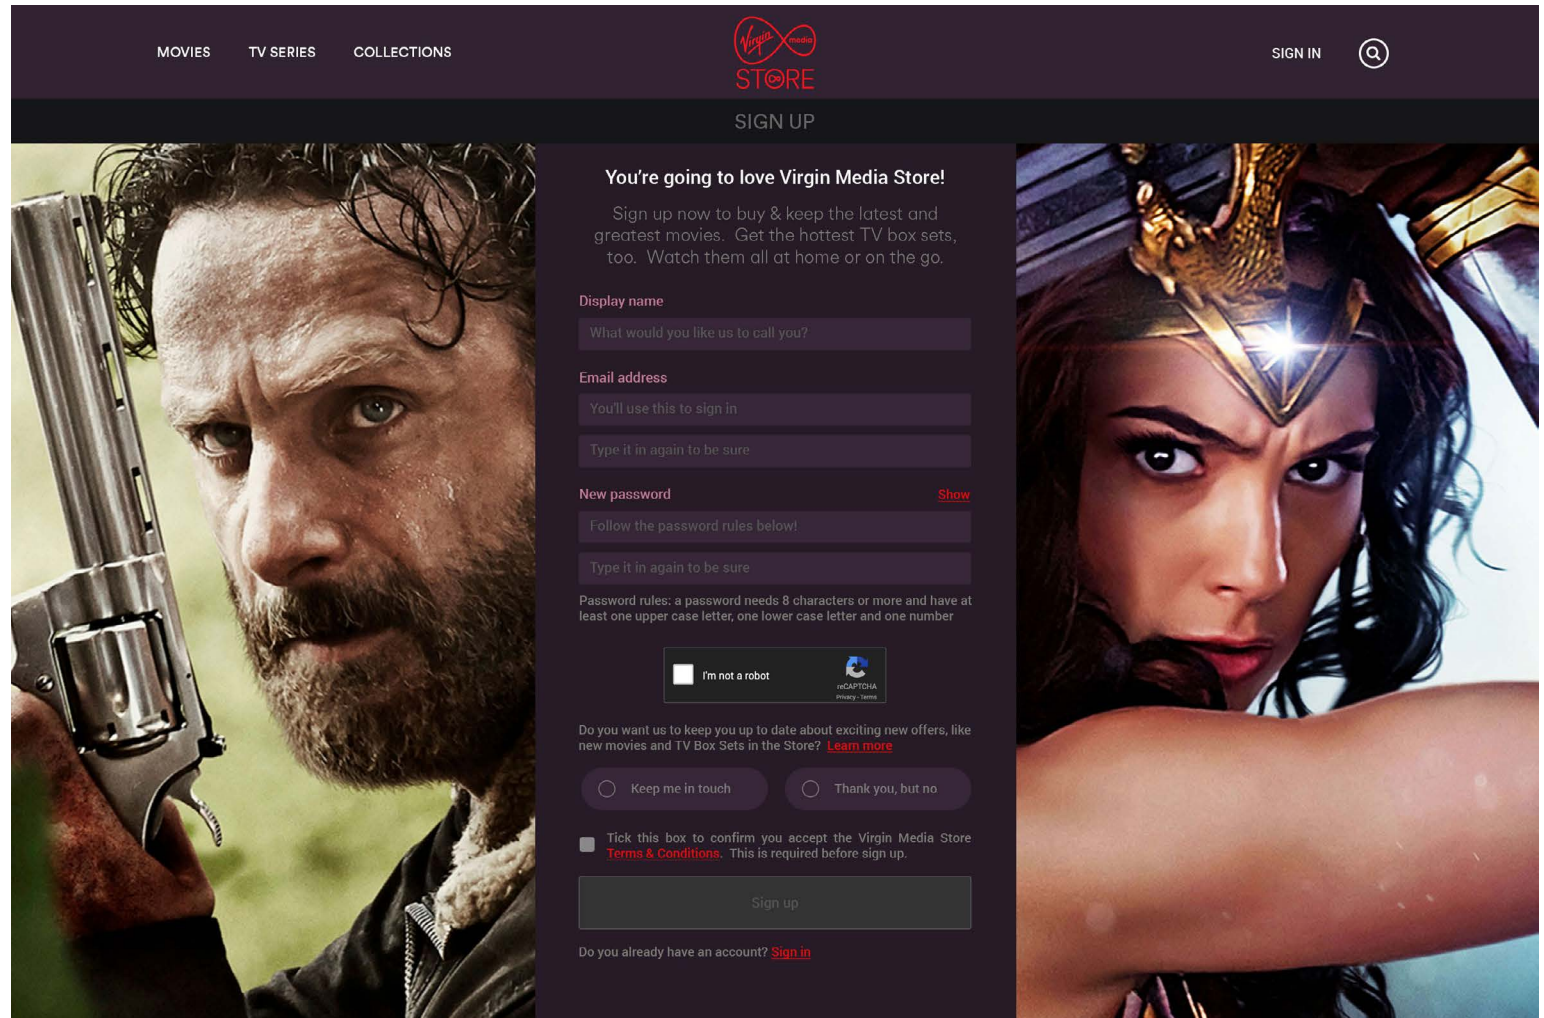 MOVIES TV SERIES COLLECTIONS
Virgin media
STORE
SIGN IN
SIGN UP
You're going to love Virgin Media Store!
Sign up now to buy & keep the latest and
greatest movies. Get the hottest TV box sets,
too. Watch them all at home or on the go.
Display name
What would you like us to call you?
Email address
You'll use this to sign in
Type it in again to be sure
New password Show
Follow the password rules below!
Type it in again to be sure
Password rules: a password needs 8 characters or more and have at
least one upper case letter, one lower case letter and one number
I'm not a robot
reCAPTCHA
Privacy - Terms
Do you want us to keep you up to date about exciting new offers, like
new movies and TV Box Sets in the Store? Learn more
Keep me in touch
Thank you, but no
Tick this box to confirm you accept the Virgin Media Store
Terms & Conditions. This is required before sign up.
Sign up
Do you already have an account? Sign in